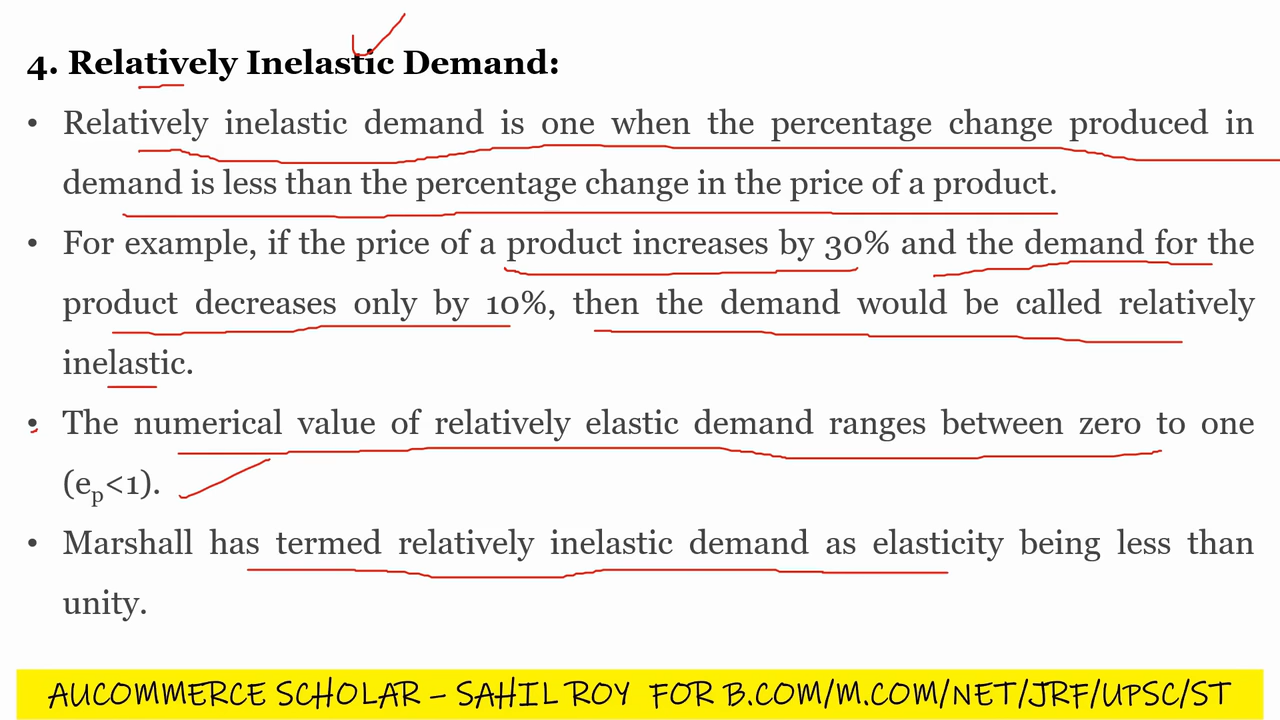 4. Relatively Inelastic Demand:
• Relatively inelastic demand is one when the percentage change produced in
demand is less than the percentage change in the price of a product.
• For example, if the price of a product increases by 30% and the demand for the
product decreases only by 10%, then the demand would be called relatively
inelastic.
• The numerical value of relatively elastic demand ranges between zero to one
(ep<1).
• Marshall has termed relatively inelastic demand as elasticity being less than
unity.
AUCOMMERCE SCHOLAR – SAHIL ROY FOR B.COM/M.COM/NET/JRF/UPSC/ST